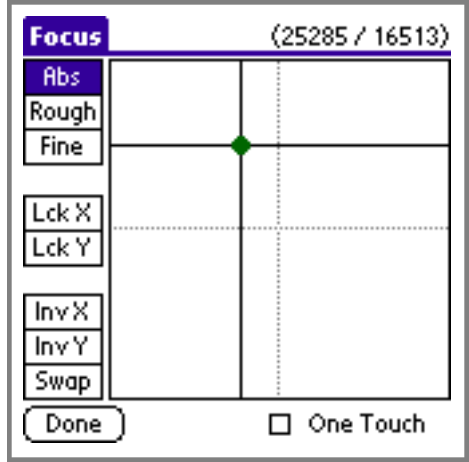 Focus (25285 / 16513)
Abs
Rough
Fine
Lck X
Lck Y
Inv X
Inv Y
Swap
Done One Touch